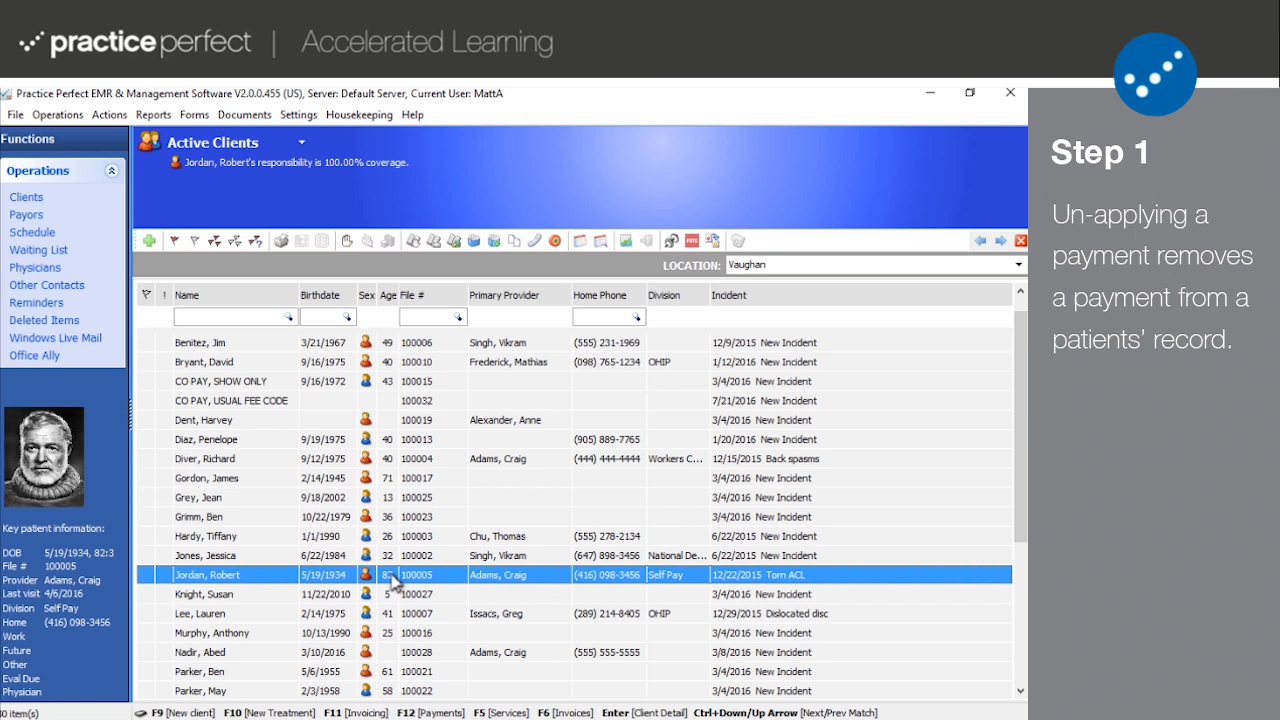 practiceperfect | Accelerated Learning
Practice Perfect EMR & Management Software V2.0.0.455 (US), Server: Default Server, Current User: MattA
File Operations Actions Reports Forms Documents Settings Housekeeping Help
Functions
Operations
Clients
Payors
Schedule
Waiting List
Physicians
Other Contacts
Reminders
Deleted Items
Windows Live Mail
Office Ally
Key patient information:
DOB 5/19/1934, 82:3
File # 100005
Provider Adams, Craig
Last visit 4/6/2016
Division Self Pay
Home (416) 098-3456
Work
Future
Other
Eval Due
Physician
Active Clients
Jordan, Robert's responsibility is 100.00% coverage.
LOCATION: Vaughan
! Name Birthdate Sex Age File # Primary Provider Home Phone Division Incident
Benitez, Jim 3/21/1967 49 100006 Singh, Vikram (555) 231-1969 12/9/2015 New Incident
Bryant, David 9/16/1975 40 100010 Frederick, Mathias (098) 765-1234 OHIP 1/12/2016 New Incident
CO PAY, SHOW ONLY 9/16/1972 43 100015 3/4/2016 New Incident
CO PAY, USUAL FEE CODE 100032 7/21/2016 New Incident
Dent, Harvey 100019 Alexander, Anne 3/4/2016 New Incident
Diaz, Penelope 9/19/1975 40 100013 (905) 889-7765 1/20/2016 New Incident
Diver, Richard 9/12/1975 40 100004 Adams, Craig (444) 444-4444 Workers C... 12/15/2015 Back spasms
Gordon, James 2/14/1945 71 100017 3/4/2016 New Incident
Grey, Jean 9/18/2002 13 100025 3/4/2016 New Incident
Grimm, Ben 10/22/1979 36 100023 3/4/2016 New Incident
Hardy, Tiffany 1/1/1990 26 100003 Chu, Thomas (555) 278-2134 6/22/2015 New Incident
Jones, Jessica 6/22/1984 32 100002 Singh, Vikram (647) 898-3456 National De... 6/22/2015 New Incident
Jordan, Robert 5/19/1934 82 100005 Adams, Craig (416) 098-3456 Self Pay 12/22/2015 Torn ACL
Knight, Susan 11/22/2010 5 100027 3/4/2016 New Incident
Lee, Lauren 2/14/1975 41 100007 Issacs, Greg (289) 214-8405 OHIP 12/29/2015 Dislocated disc
Murphy, Anthony 10/13/1990 25 100016 3/4/2016 New Incident
Nadir, Abed 3/10/2016 100028 Adams, Craig (555) 555-5555 3/8/2016 New Incident
Parker, Ben 5/6/1955 61 100021 3/4/2016 New Incident
Parker, May 2/3/1958 58 100022 3/4/2016 New Incident
0 item(s) F9 [New client] F10 [New Treatment] F11 [Invoicing] F12 [Payments] F5 [Services] F6 [Invoices] Enter [Client Detail] Ctrl+Down/Up Arrow [Next/Prev Match]
Step 1
Un-applying a
payment removes
a payment from a
patients' record.